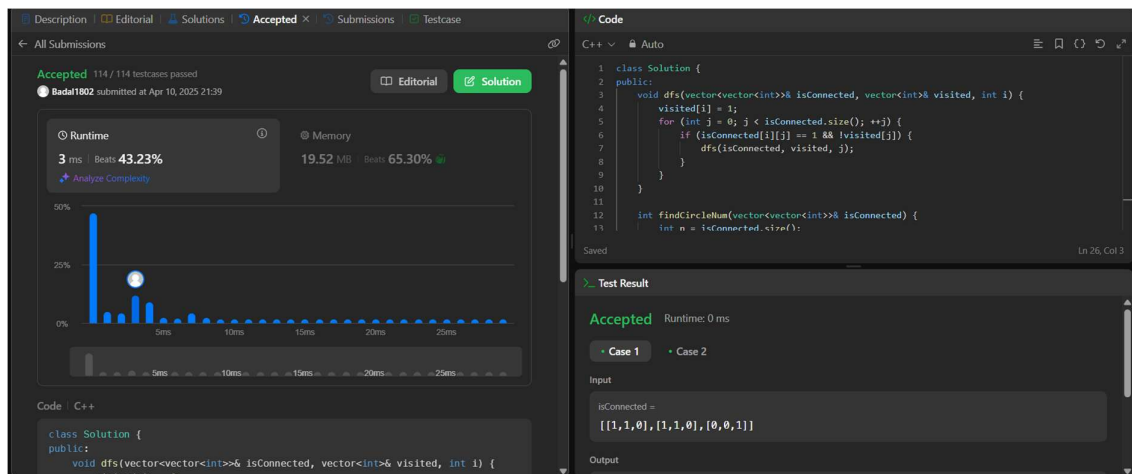 Description | Editorial | Solutions | Accepted × | Submissions | Testcase
← All Submissions
Accepted 114 / 114 testcases passed
Badal1802 submitted at Apr 10, 2025 21:39
Editorial
Solution
Runtime
3 ms | Beats 43.23%
Analyze Complexity
Memory
19.52 MB | Beats 65.30%
50%
25%
0%
5ms 10ms 15ms 20ms 25ms
5ms 10ms 15ms 20ms 25ms
Code | C++
class Solution {
public:
    void dfs(vector<vector<int>>& isConnected, vector<int>& visited, int i) {
</> Code
C++ Auto
1 class Solution {
2 public:
3     void dfs(vector<vector<int>>& isConnected, vector<int>& visited, int i) {
4         visited[i] = 1;
5         for (int j = 0; j < isConnected.size(); ++j) {
6             if (isConnected[i][j] == 1 && !visited[j]) {
7                 dfs(isConnected, visited, j);
8             }
9         }
10     }
11
12     int findCircleNum(vector<vector<int>>& isConnected) {
13         int n = isConnected.size();
Saved
Ln 26, Col 3
>_ Test Result
Accepted Runtime: 0 ms
• Case 1 • Case 2
Input
isConnected =
[[1,1,0],[1,1,0],[0,0,1]]
Output